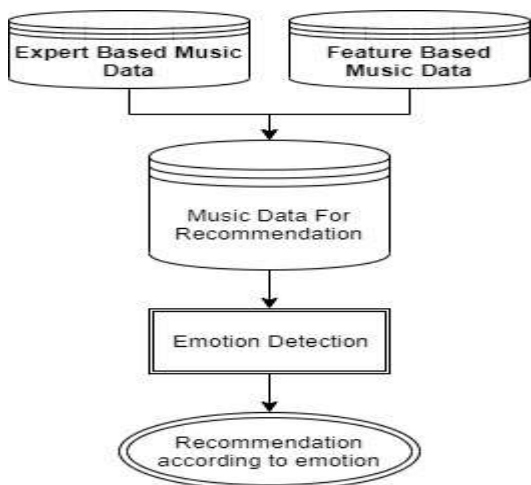 Expert Based Music
Data
Feature Based
Music Data
Music Data For
Recommendation
Emotion Detection
Recommendation
according to emotion